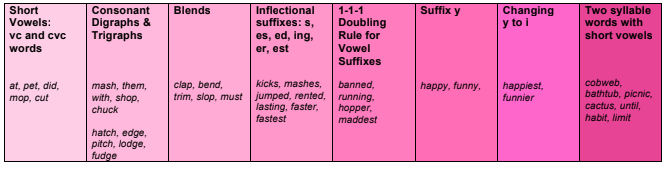 Short
Vowels:
vc and cvc
words
at, pet, did,
mop, cut
Consonant
Digraphs &
Trigraphs
mash, them,
with, shop,
chuck
hatch, edge,
pitch, lodge,
fudge
Blends
clap, bend,
trim, slop, must
Inflectional
suffixes: s,
es, ed, ing,
er, est
kicks, mashes,
jumped, rented,
lasting, faster,
fastest
1-1-1
Doubling
Rule for
Vowel
Suffixes
banned,
running,
hopper,
maddest
Suffix y
happy, funny,
Changing
y to i
happiest,
funnier
Two syllable
words with
short vowels
cobweb,
bathtub, picnic,
cactus, until,
habit, limit